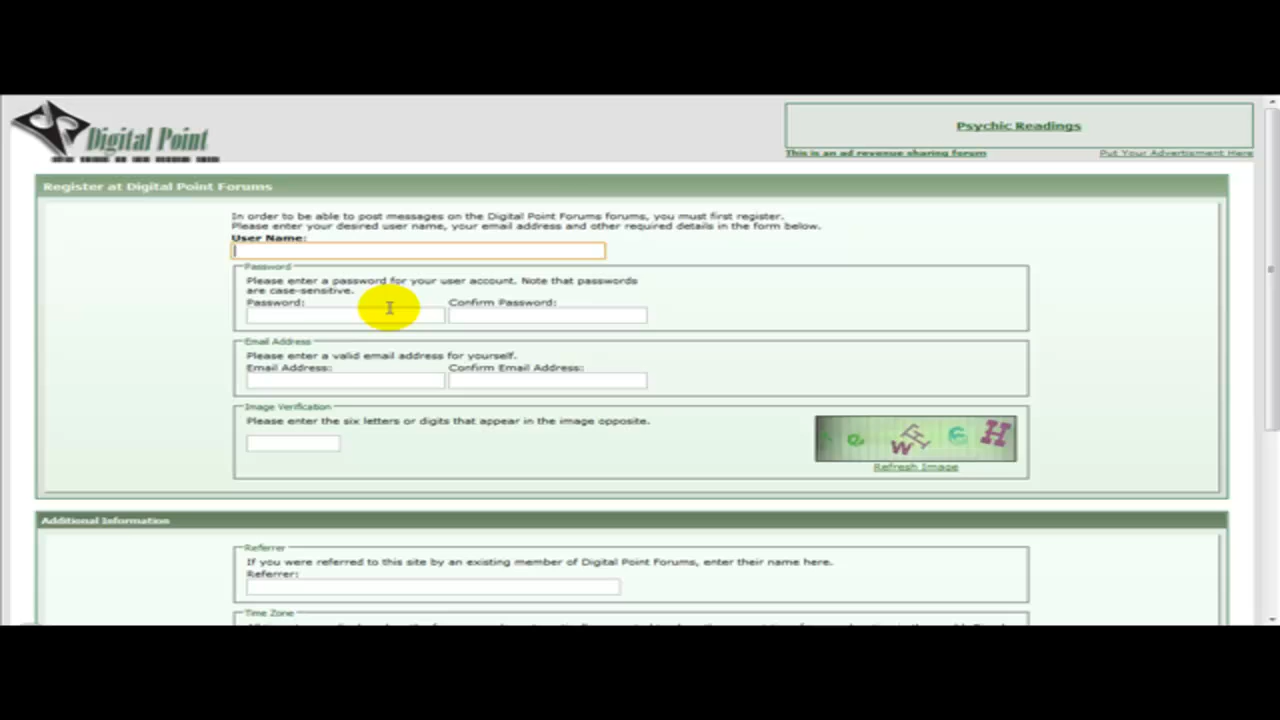 Digital Point
Psychic Readings
This is an ad revenue sharing forum
Put Your Advertisment Here
Register at Digital Point Forums
In order to be able to post messages on the Digital Point Forums forums, you must first register.
Please enter your desired user name, your email address and other required details in the form below.
User Name:
Password
Please enter a password for your user account. Note that passwords
are case-sensitive.
Password:
Confirm Password:
Email Address
Please enter a valid email address for yourself.
Email Address:
Confirm Email Address:
Image Verification
Please enter the six letters or digits that appear in the image opposite.
Refresh Image
Additional Information
Referrer
If you were referred to this site by an existing member of Digital Point Forums, enter their name here.
Referrer:
Time Zone